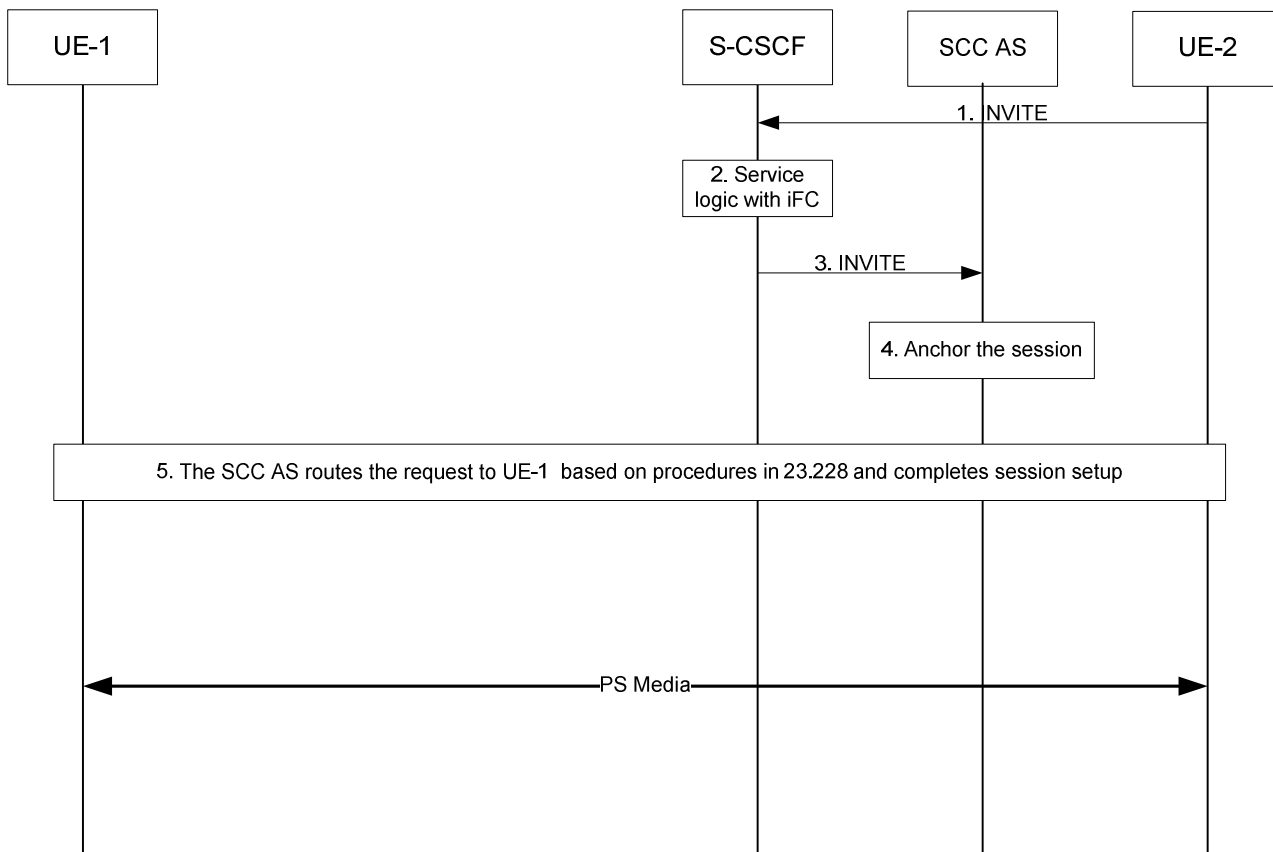 UE-1
S-CSCF
SCC AS
UE-2
1. INVITE
2. Service
logic with iFC
3. INVITE
4. Anchor the session
5. The SCC AS routes the request to UE-1 based on procedures in 23.228 and completes session setup
PS Media